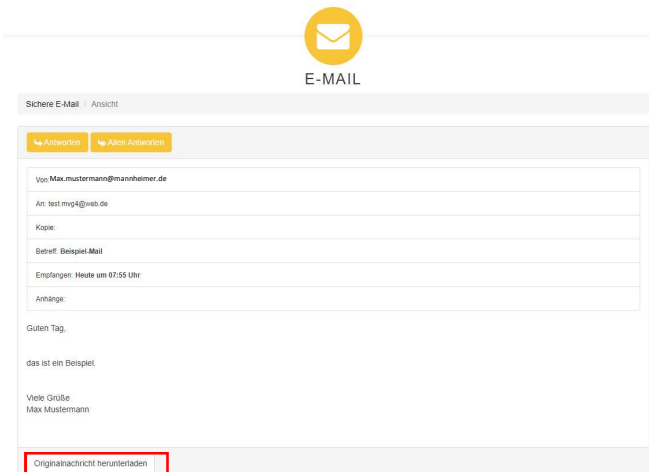 E-MAIL
Sichere E-Mail / Ansicht
Antworten Allen Antworten
Von: Max.mustermann@mannheimer.de
An: test.mvg4@web.de
Kopie:
Betreff: Beispiel-Mail
Empfangen: Heute um 07:55 Uhr
Anhänge:
Guten Tag,
das ist ein Beispiel.
Viele Grüße
Max Mustermann
Originalnachricht herunterladen